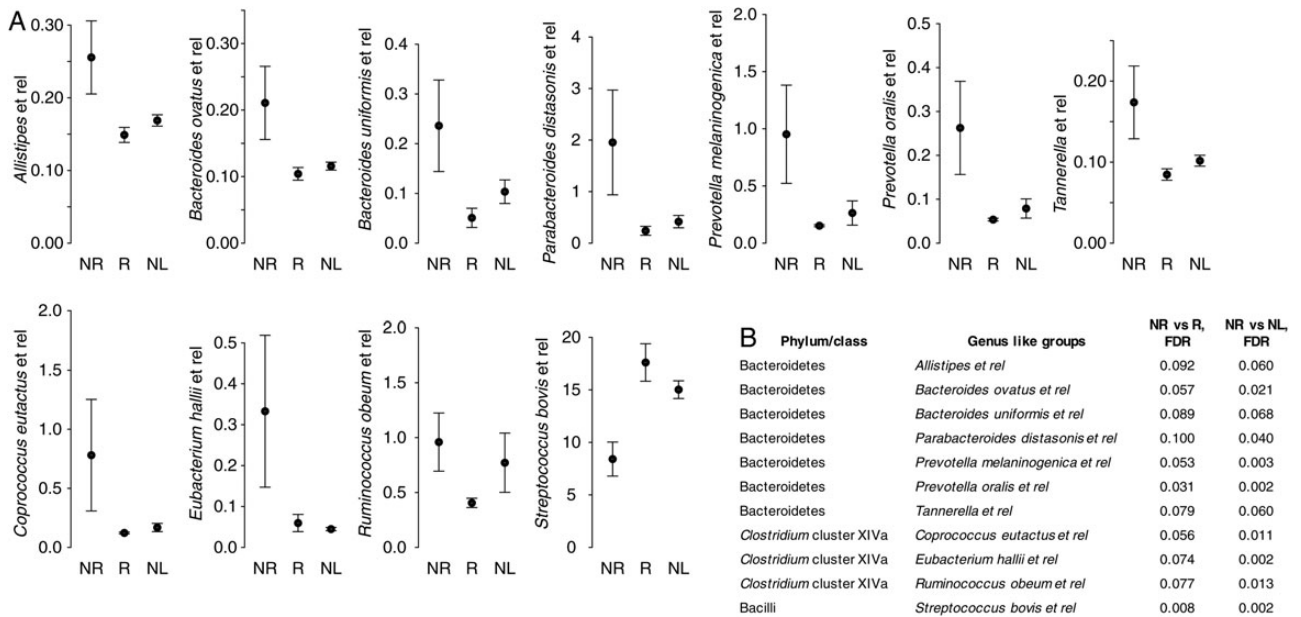 A
Allistipes et rel
0.30
0.20
0.10
0.00
NR R NL
Bacteroides ovatus et rel
0.30
0.20
0.10
0.00
NR R NL
Bacteroides uniformis et rel
0.4
0.3
0.2
0.1
0.0
NR R NL
Parabacteroides distasonis et rel
4
3
2
1
0
NR R NL
Prevotella melaninogenica et rel
2.0
1.5
1.0
0.5
0.0
NR R NL
Prevotella oralis et rel
0.5
0.4
0.3
0.2
0.1
0.0
NR R NL
Tannerella et rel
0.20
0.10
0.00
NR R NL
Coprococcus eutactus et rel
2.0
1.5
1.0
0.5
0.0
NR R NL
Eubacterium hallii et rel
0.5
0.4
0.3
0.2
0.1
0.0
NR R NL
Ruminococcus obeum et rel
2.0
1.5
1.0
0.5
0.0
NR R NL
Streptococcus bovis et rel
20
15
10
5
0
NR R NL
B
Phylum/class Genus like groups NR vs R, FDR NR vs NL, FDR
Bacteroidetes Allistipes et rel 0.092 0.060
Bacteroidetes Bacteroides ovatus et rel 0.057 0.021
Bacteroidetes Bacteroides uniformis et rel 0.089 0.068
Bacteroidetes Parabacteroides distasonis et rel 0.100 0.040
Bacteroidetes Prevotella melaninogenica et rel 0.053 0.003
Bacteroidetes Prevotella oralis et rel 0.031 0.002
Bacteroidetes Tannerella et rel 0.079 0.060
Clostridium cluster XIVa Coprococcus eutactus et rel 0.056 0.011
Clostridium cluster XIVa Eubacterium hallii et rel 0.074 0.002
Clostridium cluster XIVa Ruminococcus obeum et rel 0.077 0.013
Bacilli Streptococcus bovis et rel 0.008 0.002